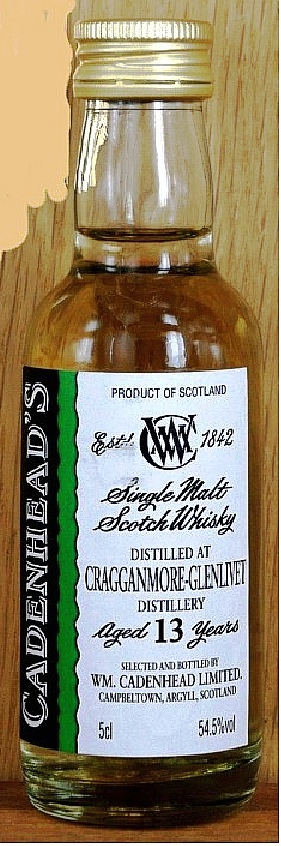 CADENHEAD'S
PRODUCT OF SCOTLAND
Estd. 1842
Single Malt
Scotch Whisky
DISTILLED AT
CRAGGANMORE-GLENLIVET
DISTILLERY
Aged 13 Years
SELECTED AND BOTTLED BY
WM. CADENHEAD LIMITED,
CAMPBELTOWN, ARGYLL, SCOTLAND
5cl 54.5%vol